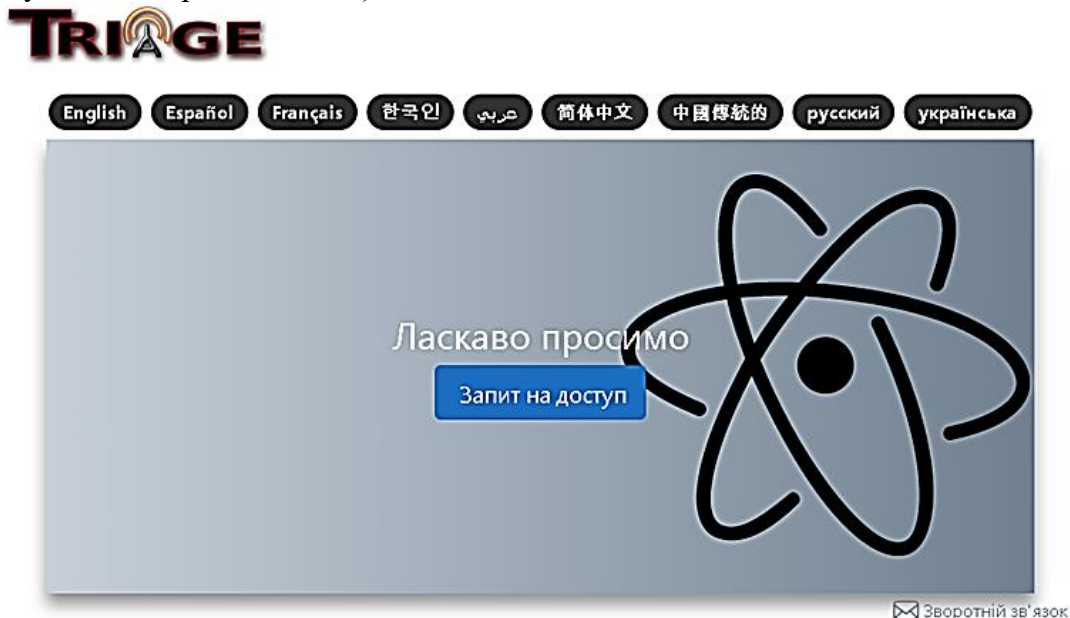 TRIAGE
English Español Français 한국인 عربي 简体中文 中國傳統的 русский українська
Ласкаво просимо
Запит на доступ
Зворотній зв'язок